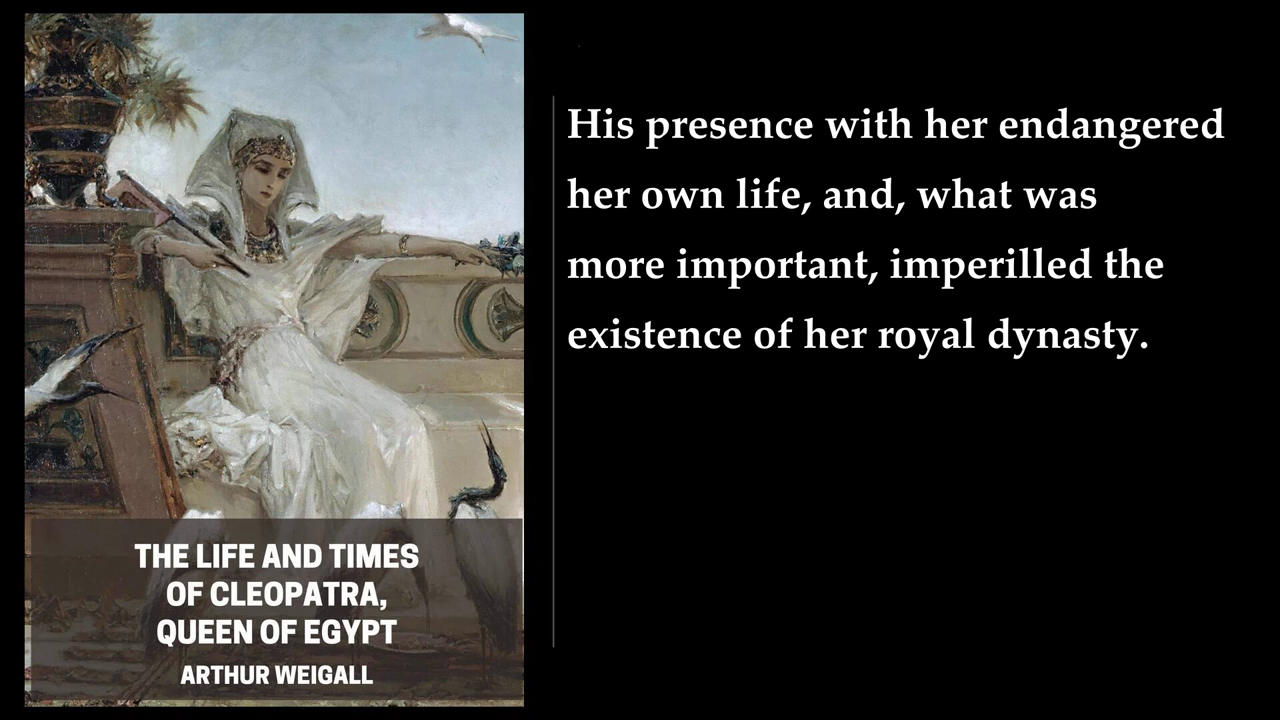 His presence with her endangered
her own life, and, what was
more important, imperilled the
existence of her royal dynasty.
THE LIFE AND TIMES
OF CLEOPATRA,
QUEEN OF EGYPT
ARTHUR WEIGALL